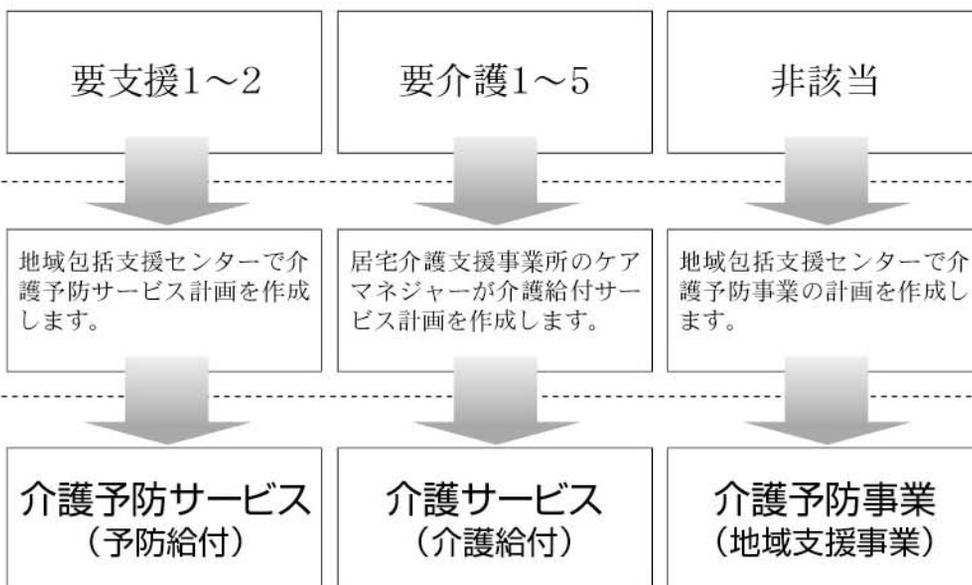 要支援1～2
要介護1～5
非該当
地域包括支援センターで介
護予防サービス計画を作成
します。
居宅介護支援事業所のケア
マネジャーが介護給付サー
ビス計画を作成します。
地域包括支援センターで介
護予防事業の計画を作成し
ます。
介護予防サービス
（予防給付）
介護サービス
（介護給付）
介護予防事業
（地域支援事業）